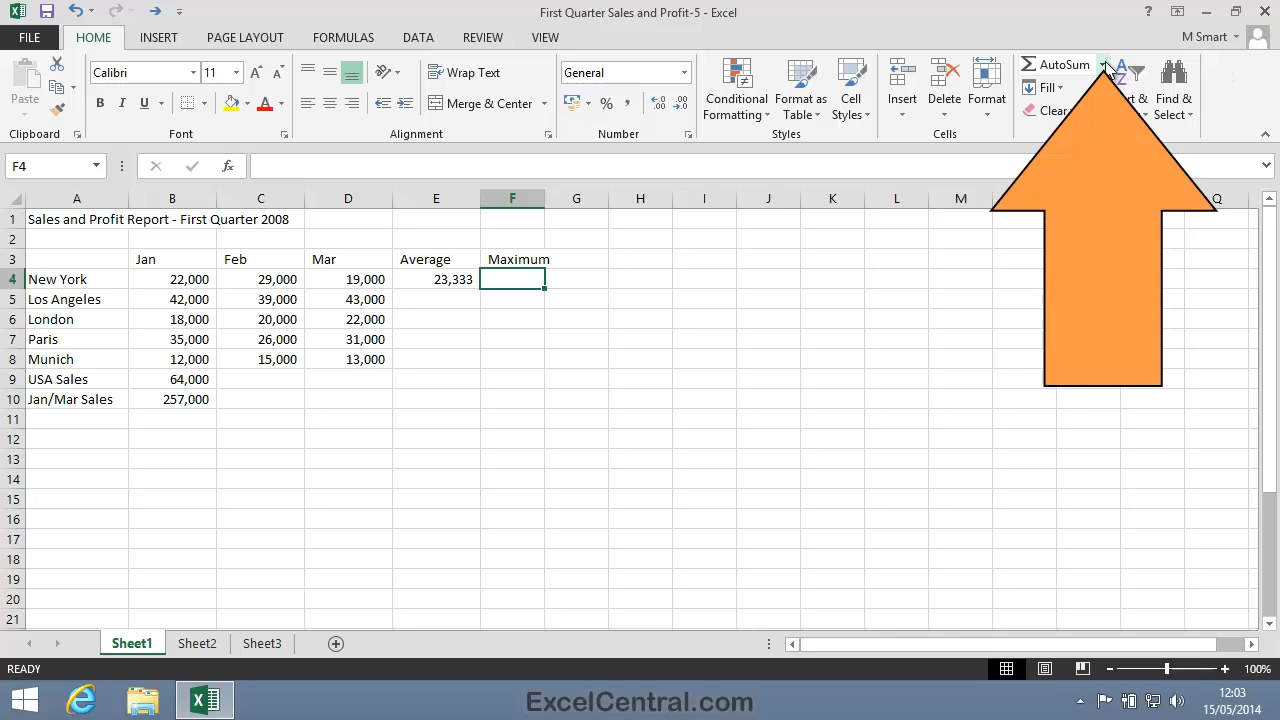 First Quarter Sales and Profit-5 - Excel
FILE HOME INSERT PAGE LAYOUT FORMULAS DATA REVIEW VIEW M Smart
Paste
Clipboard
Calibri 11
B I U A
Font
Wrap Text
Merge & Center
Alignment
General
%
Number
Conditional Formatting
Format as Table
Cell Styles
Styles
Insert Delete Format
Cells
Σ AutoSum
Fill
Clear
Find & Select
F4
fx
A B C D E F G H I J K L M Q
1 Sales and Profit Report - First Quarter 2008
2
3 Jan Feb Mar Average Maximum
4 New York 22,000 29,000 19,000 23,333
5 Los Angeles 42,000 39,000 43,000
6 London 18,000 20,000 22,000
7 Paris 35,000 26,000 31,000
8 Munich 12,000 15,000 13,000
9 USA Sales 64,000
10 Jan/Mar Sales 257,000
11
12
13
14
15
16
17
18
19
20
21
Sheet1 Sheet2 Sheet3
READY 100%
ExcelCentral.com
12:03
15/05/2014